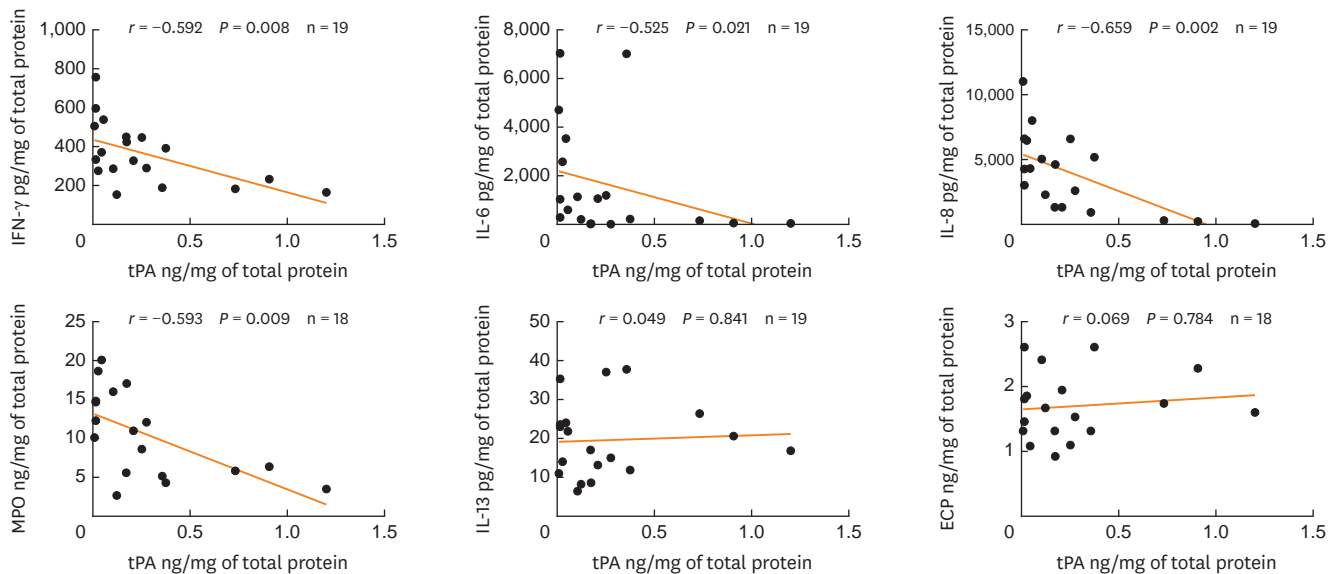 r = −0.592 P = 0.008 n = 19
IFN-γ pg/mg of total protein
1,000
800
600
400
200
0
0.5
1.0
1.5
tPA ng/mg of total protein
r = −0.525 P = 0.021 n = 19
IL-6 pg/mg of total protein
8,000
6,000
4,000
2,000
0
0.5
1.0
1.5
tPA ng/mg of total protein
r = −0.659 P = 0.002 n = 19
IL-8 pg/mg of total protein
15,000
10,000
5,000
0
0.5
1.0
1.5
tPA ng/mg of total protein
r = −0.593 P = 0.009 n = 18
MPO ng/mg of total protein
25
20
15
10
5
0
0.5
1.0
1.5
tPA ng/mg of total protein
r = 0.049 P = 0.841 n = 19
IL-13 pg/mg of total protein
50
40
30
20
10
0
0.5
1.0
1.5
tPA ng/mg of total protein
r = 0.069 P = 0.784 n = 18
ECP ng/mg of total protein
3
2
1
0
0.5
1.0
1.5
tPA ng/mg of total protein